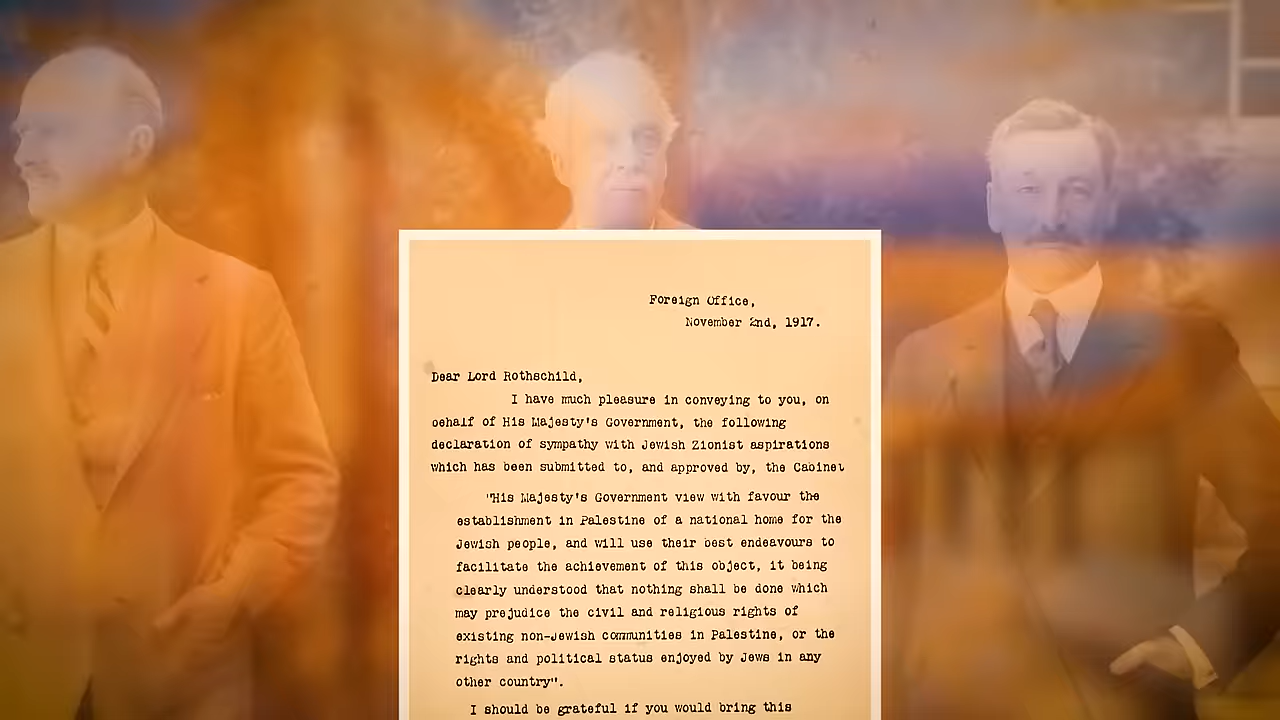 Foreign Office,
November 2nd, 1917.
Dear Lord Rothschild,
I have much pleasure in conveying to you, on
behalf of His Majesty's Government, the following
declaration of sympathy with Jewish Zionist aspirations
which has been submitted to, and approved by, the Cabinet
"His Majesty's Government view with favour the
establishment in Palestine of a national home for the
Jewish people, and will use their best endeavours to
facilitate the achievement of this object, it being
clearly understood that nothing shall be done which
may prejudice the civil and religious rights of
existing non-Jewish communities in Palestine, or the
rights and political status enjoyed by Jews in any
other country".
I should be grateful if you would bring this